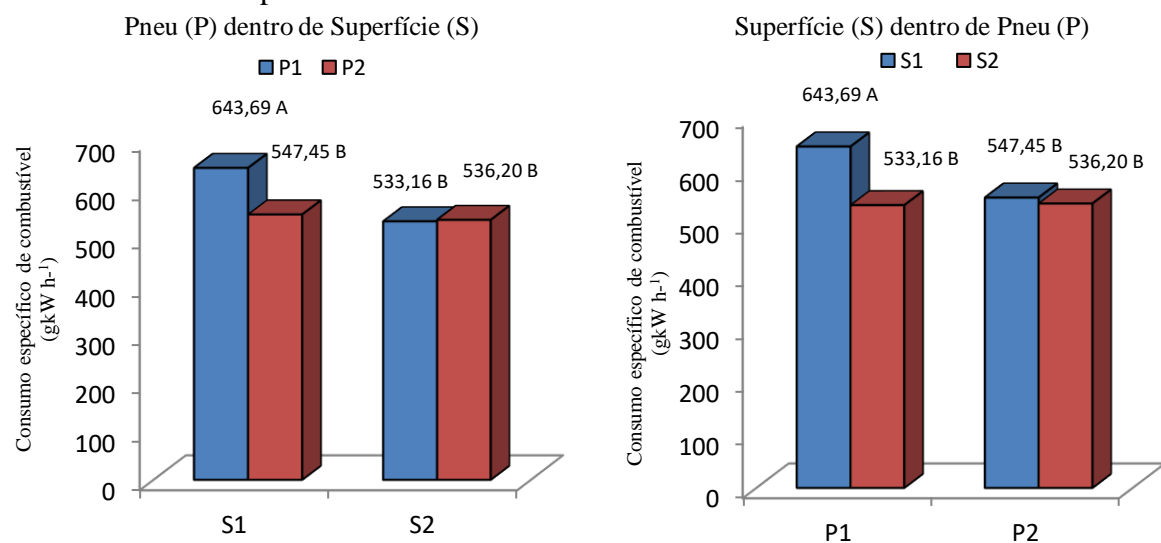 Pneu (P) dentro de Superfície (S)
P1 P2
643,69 A
547,45 B
533,16 B
536,20 B
Consumo específico de combustível
(gkW h-¹)
700
600
500
400
300
200
100
0
S1 S2
Superfície (S) dentro de Pneu (P)
S1 S2
643,69 A
533,16 B
547,45 B
536,20 B
Consumo específico de combustível
(gkW h-¹)
700
600
500
400
300
200
100
0
P1 P2